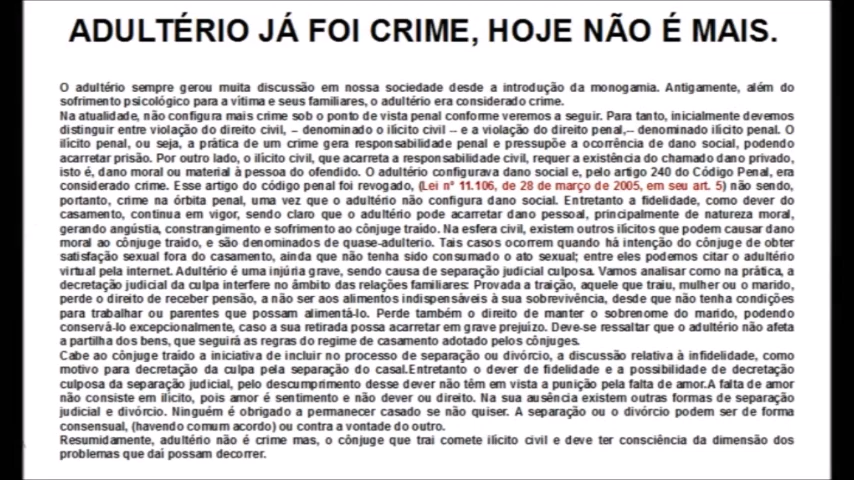 ADULTÉRIO JÁ FOI CRIME, HOJE NÃO É MAIS.
O adultério sempre gerou muita discussão em nossa sociedade desde a introdução da monogamia. Antigamente, além do
sofrimento psicológico para a vítima e seus familiares, o adultério era considerado crime.
Na atualidade, não configura mais crime sob o ponto de vista penal conforme veremos a seguir. Para tanto, inicialmente devemos
distinguir entre violação do direito civil, – denominado o ilícito civil -- e a violação do direito penal,-- denominado ilícito penal. O
ilícito penal, ou seja, a prática de um crime gera responsabilidade penal e pressupõe a ocorrência de dano social, podendo
acarretar prisão. Por outro lado, o ilícito civil, que acarreta a responsabilidade civil, requer a existência do chamado dano privado,
isto é, dano moral ou material à pessoa do ofendido. O adultério configurava dano social e, pelo artigo 240 do Código Penal, era
considerado crime. Esse artigo do código penal foi revogado, (Lei nº 11.106, de 28 de março de 2005, em seu art. 5) não sendo,
portanto, crime na órbita penal, uma vez que o adultério não configura dano social. Entretanto a fidelidade, como dever do
casamento, continua em vigor, sendo claro que o adultério pode acarretar dano pessoal, principalmente de natureza moral,
gerando angústia, constrangimento e sofrimento ao cônjuge traído. Na esfera civil, existem outros ilícitos que podem causar dano
moral ao cônjuge traído, e são denominados de quase-adulterio. Tais casos ocorrem quando há intenção do cônjuge de obter
satisfação sexual fora do casamento, ainda que não tenha sido consumado o ato sexual; entre eles podemos citar o adultério
virtual pela internet. Adultério é uma injúria grave, sendo causa de separação judicial culposa. Vamos analisar como na prática, a
decretação judicial da culpa interfere no âmbito das relações familiares: Provada a traição, aquele que traiu, mulher ou o marido,
perde o direito de receber pensão, a não ser aos alimentos indispensáveis à sua sobrevivência, desde que não tenha condições
para trabalhar ou parentes que possam alimentá-lo. Perde também o direito de manter o sobrenome do marido, podendo
conservá-lo excepcionalmente, caso a sua retirada possa acarretar em grave prejuízo. Deve-se ressaltar que o adultério não afeta
a partilha dos bens, que seguirá as regras do regime de casamento adotado pelos cônjuges.
Cabe ao cônjuge traído a iniciativa de incluir no processo de separação ou divórcio, a discussão relativa à infidelidade, como
motivo para decretação da culpa pela separação do casal.Entretanto o dever de fidelidade e a possibilidade de decretação
culposa da separação judicial, pelo descumprimento desse dever não têm em vista a punição pela falta de amor.A falta de amor
não consiste em ilícito, pois amor é sentimento e não dever ou direito. Na sua ausência existem outras formas de separação
judicial e divórcio. Ninguém é obrigado a permanecer casado se não quiser. A separação ou o divórcio podem ser de forma
consensual, (havendo comum acordo) ou contra a vontade do outro.
Resumidamente, adultério não é crime mas, o cônjuge que trai comete ilícito civil e deve ter consciência da dimensão dos
problemas que daí possam decorrer.